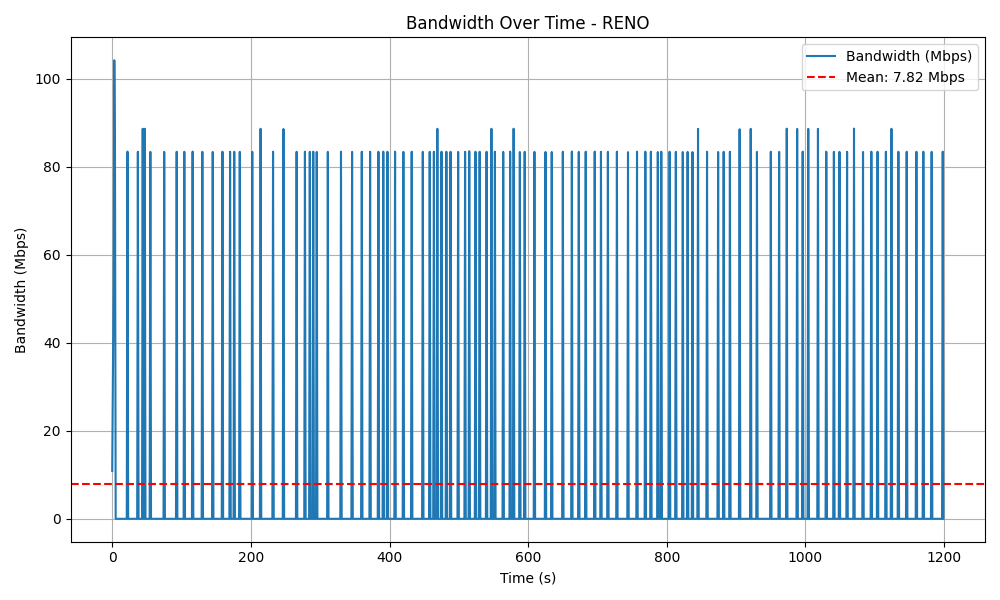 Bandwidth Over Time - RENO
Bandwidth (Mbps)
Mean: 7.82 Mbps
Bandwidth (Mbps)
100
80
60
40
20
0
0 200 400 600 800 1000 1200
Time (s)